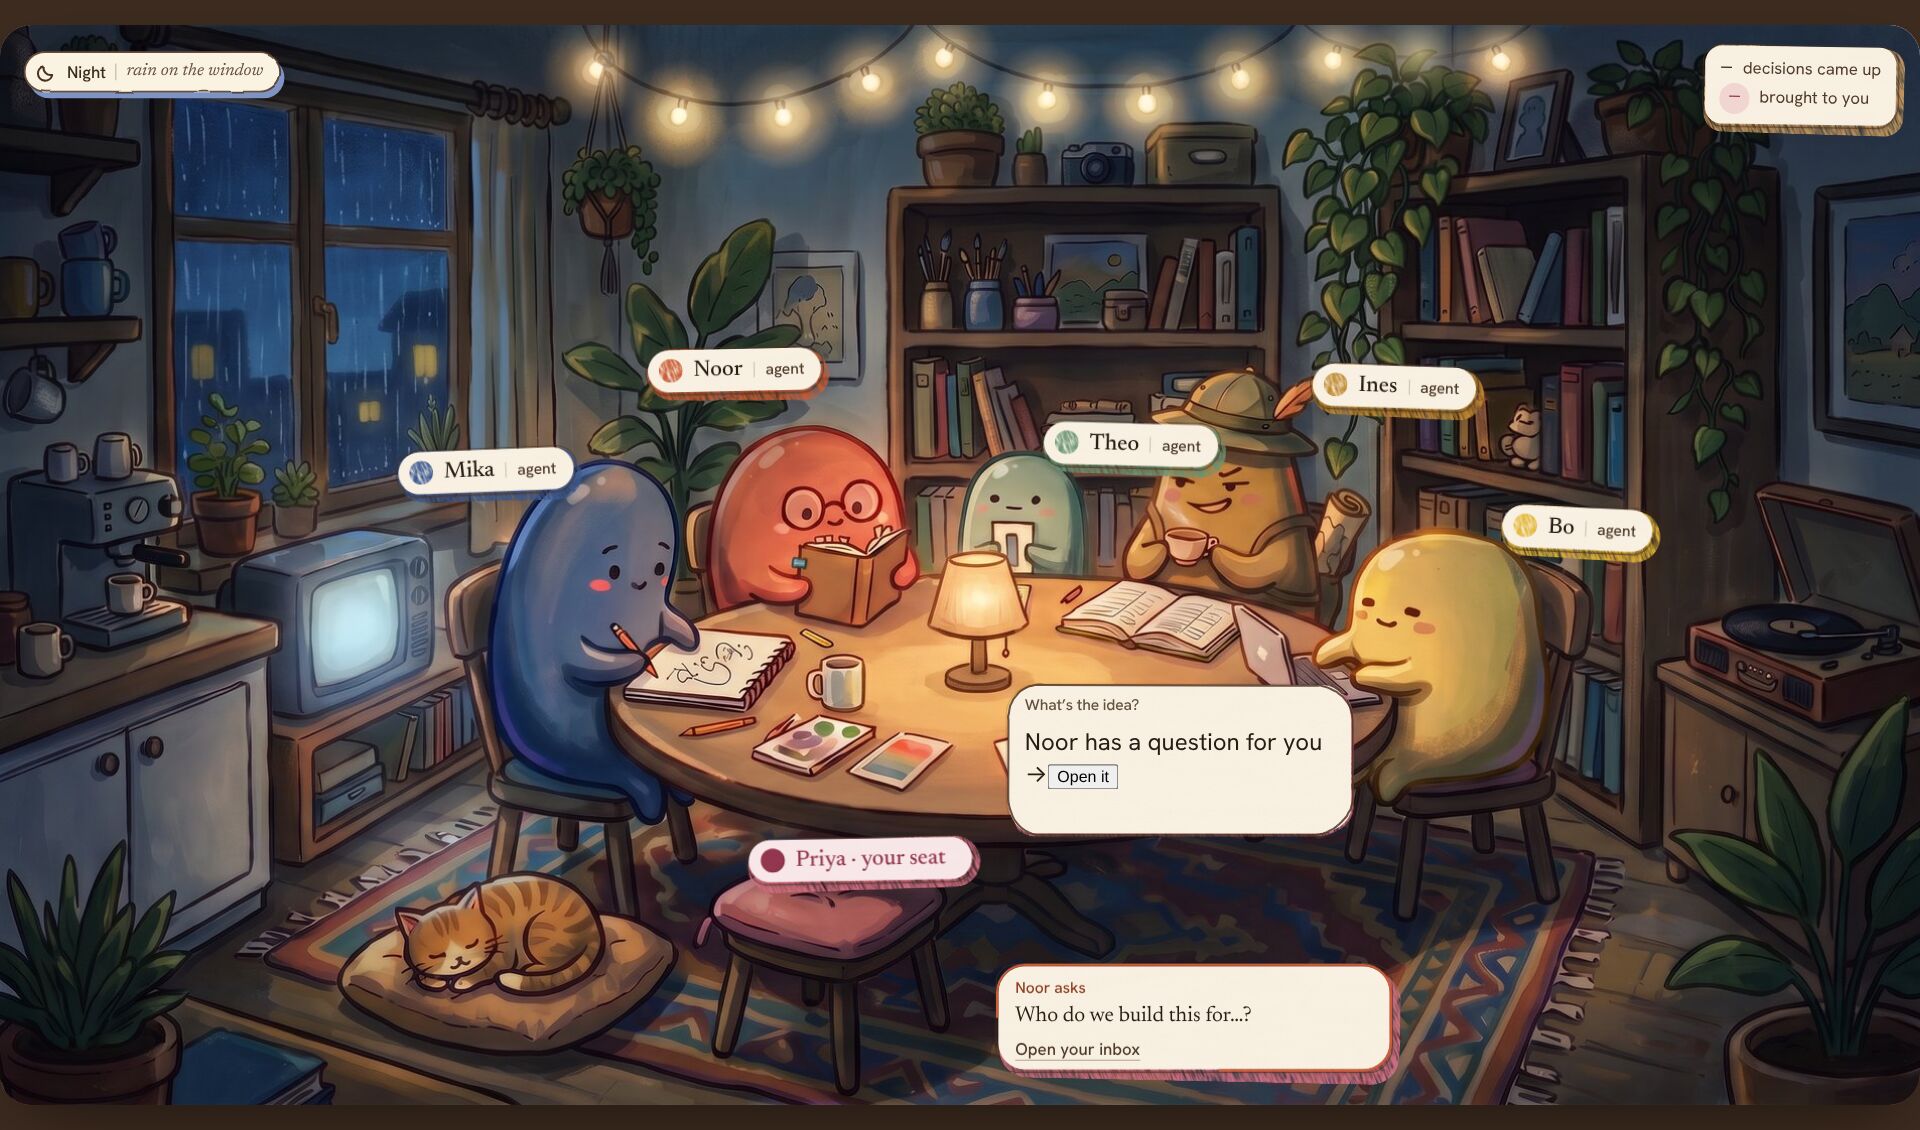 Night rain on the window
— decisions came up
— brought to you
Noor agent
Ines agent
Theo agent
Mika agent
Bo agent
What's the idea?
Noor has a question for you
→ Open it
Priya · your seat
Noor asks
Who do we build this for...?
Open your inbox